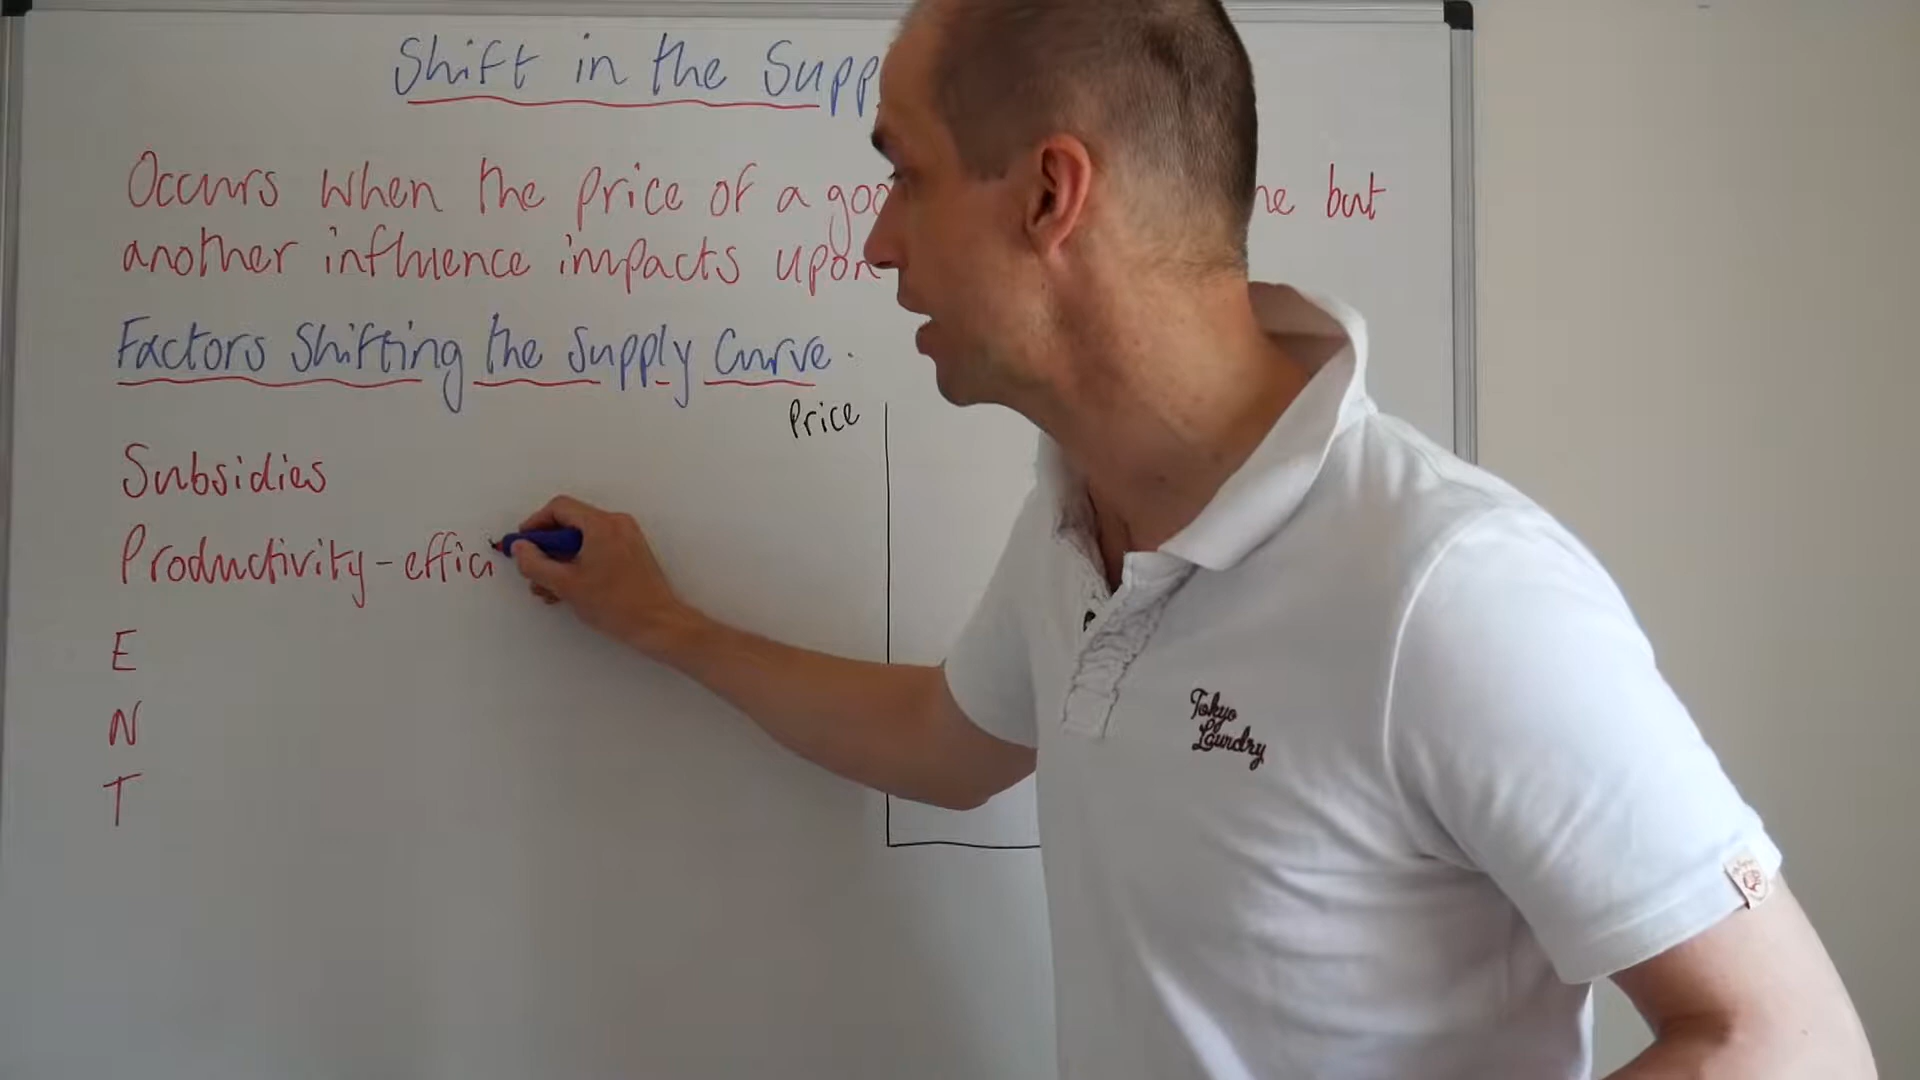 Shift in the Supp
Occurs when the price of a goo he but
another influence impacts upon
Factors Shifting the Supply Curve.
Price
Subsidies
Productivity - effici
E
N
T
Tokyo
Laundry